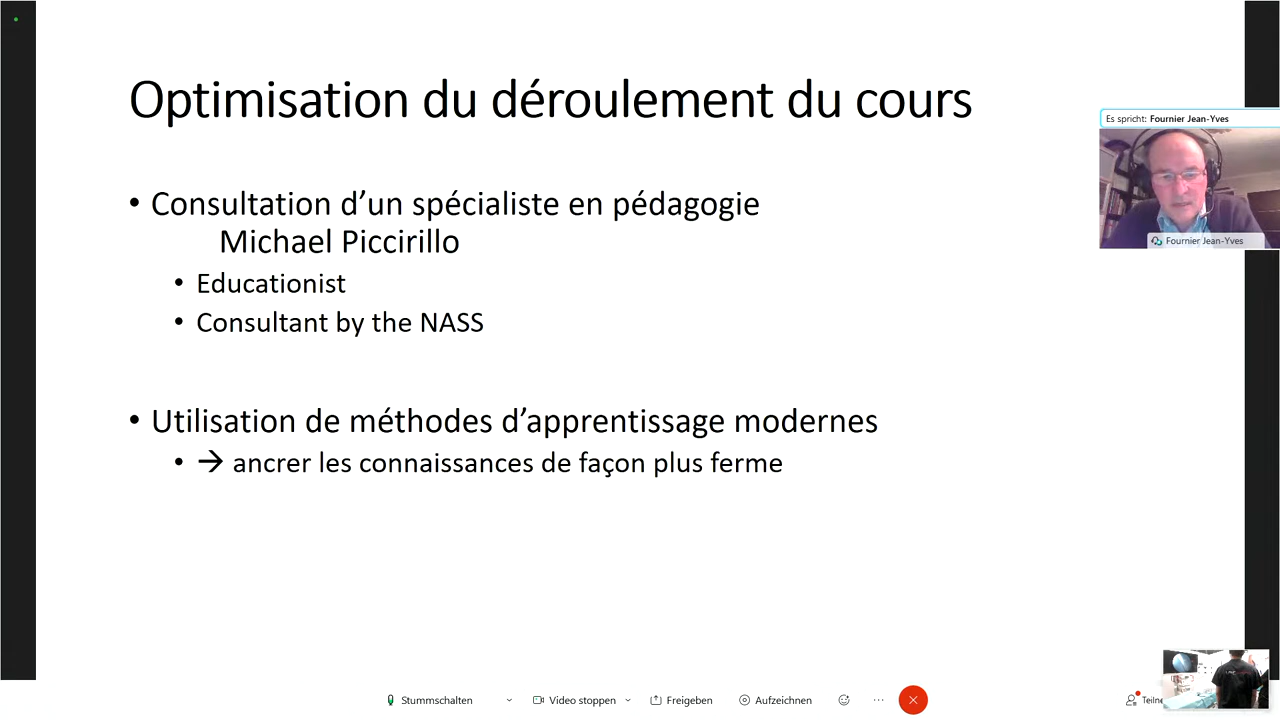 Optimisation du déroulement du cours
Es spricht: Fournier Jean-Yves
Fournier Jean-Yves
• Consultation d’un spécialiste en pédagogie
Michael Piccirillo
• Educationist
• Consultant by the NASS
• Utilisation de méthodes d’apprentissage modernes
• → ancrer les connaissances de façon plus ferme
Stummschalten Video stoppen Freigeben Aufzeichnen ... Teilne